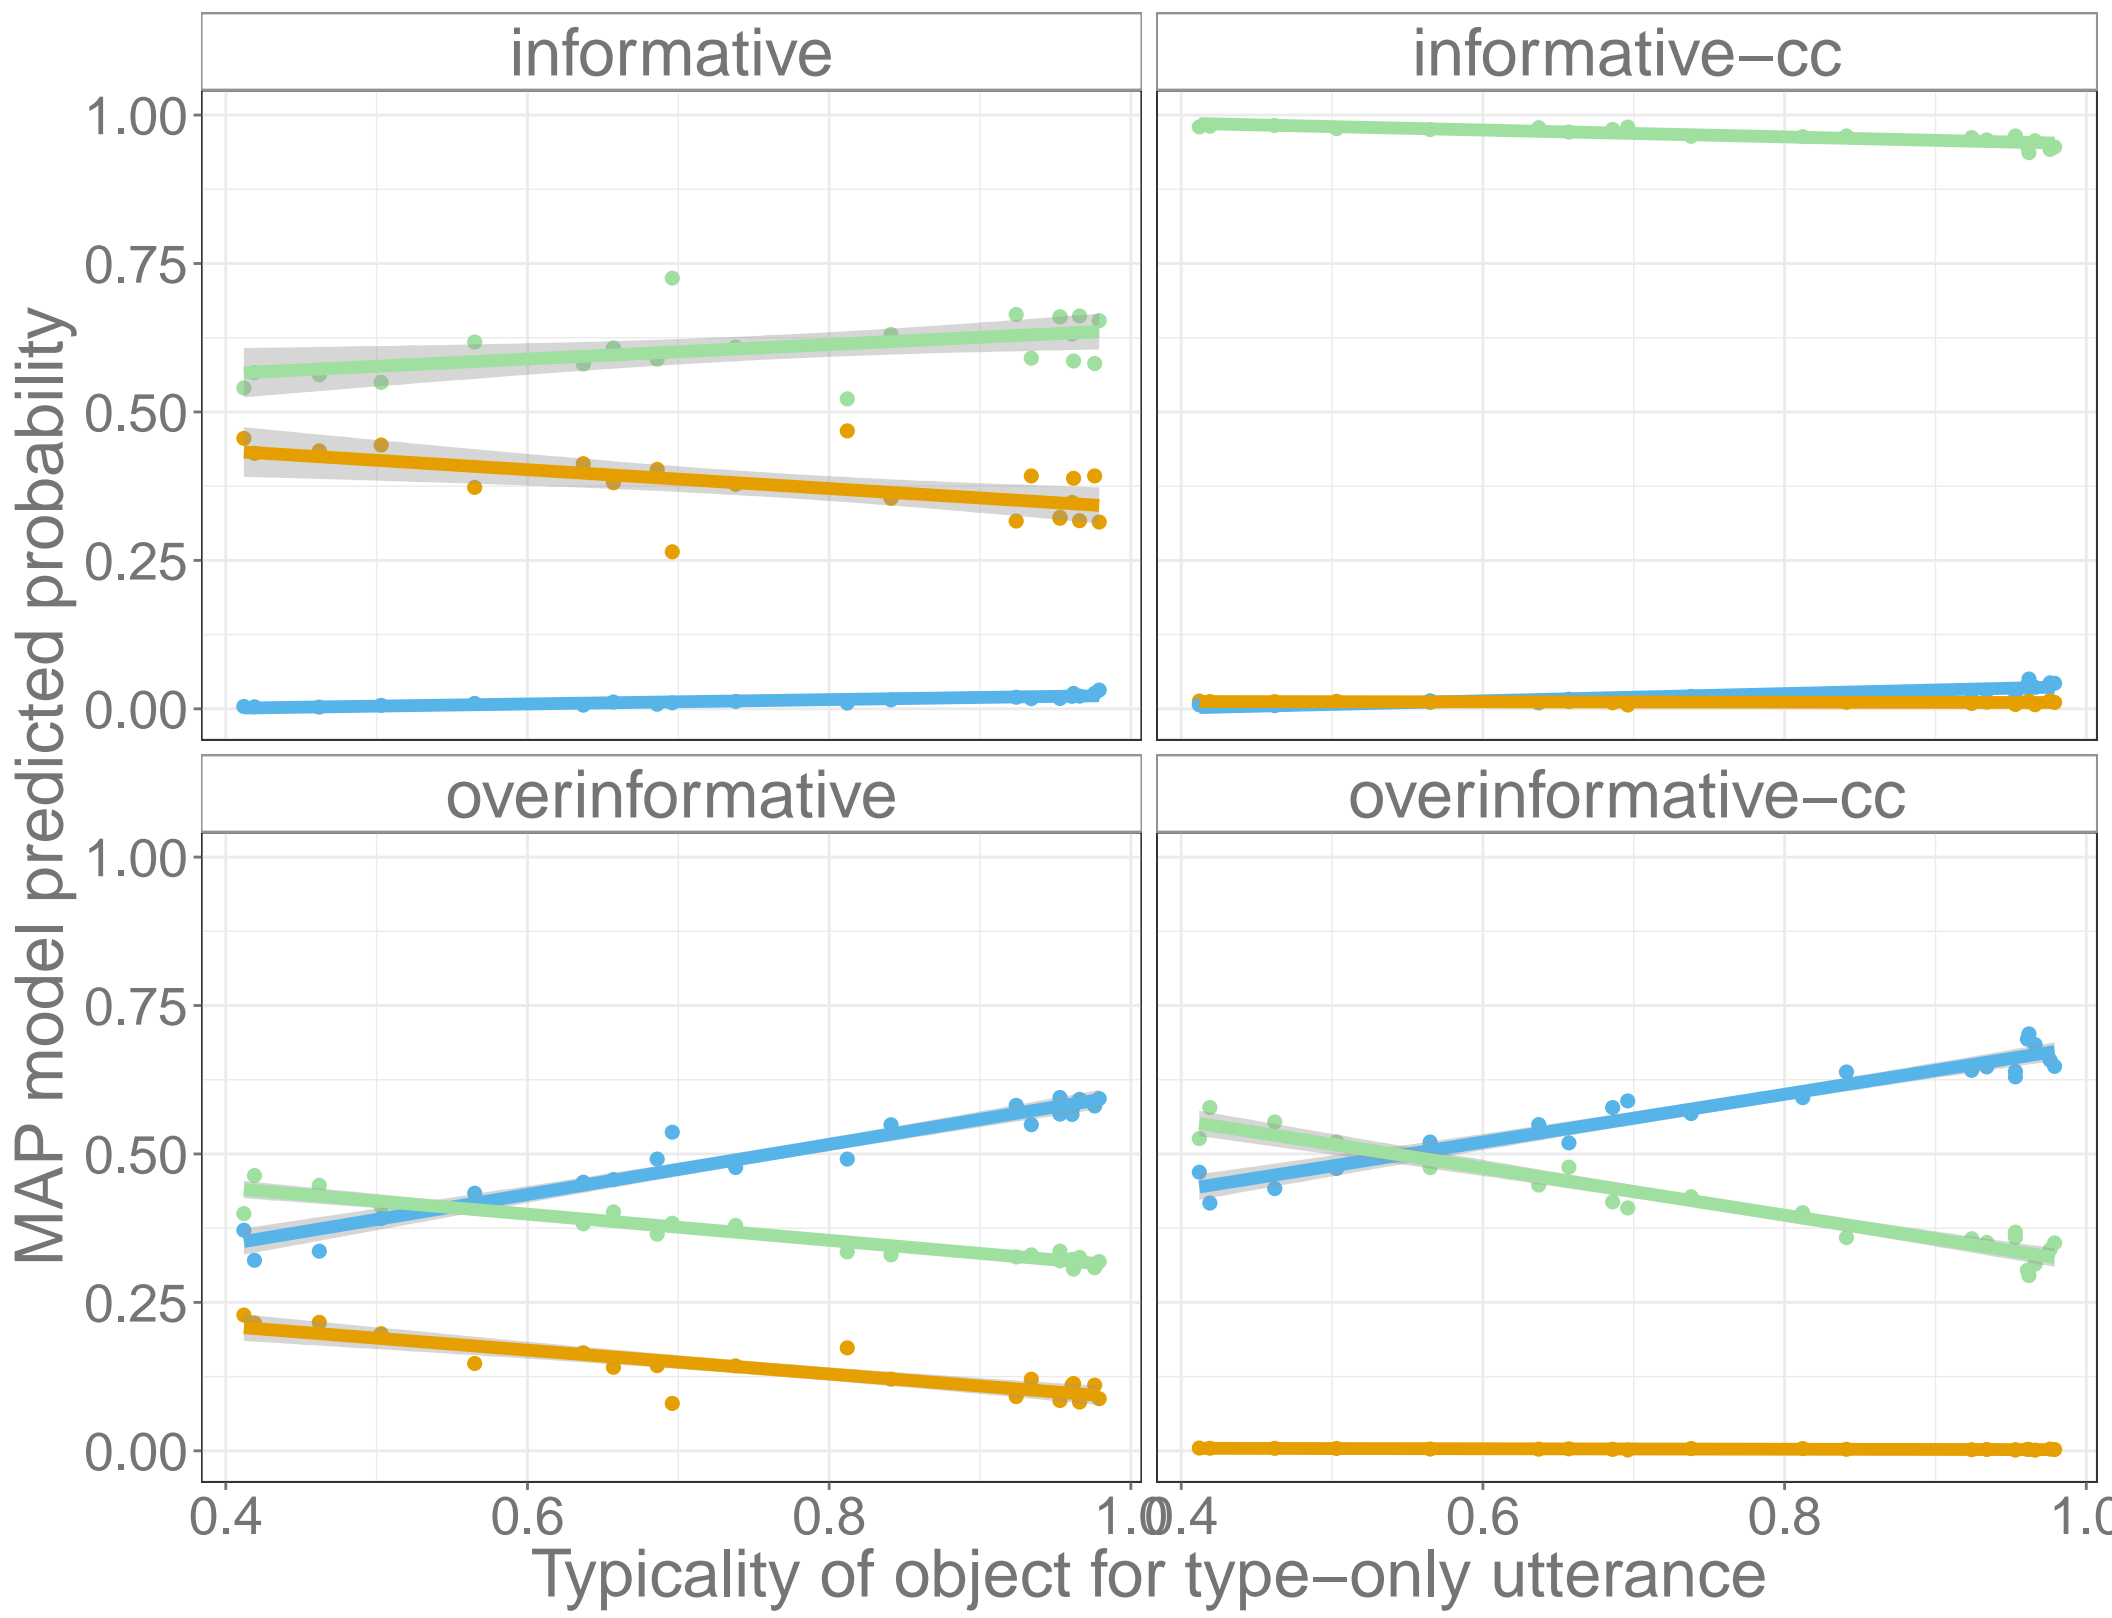 informative
informative−cc
1.00
0.75
0.50
0.25
0.00
MAP model predicted probability
overinformative
overinformative−cc
1.00
0.75
0.50
0.25
0.00
0.4 0.6 0.8 1.0 0.4 0.6 0.8 1.0
Typicality of object for type−only utterance